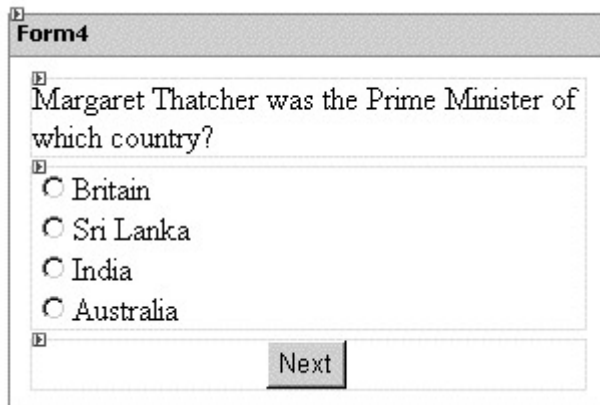 Form4
Margaret Thatcher was the Prime Minister of
which country?
Britain
Sri Lanka
India
Australia
Next